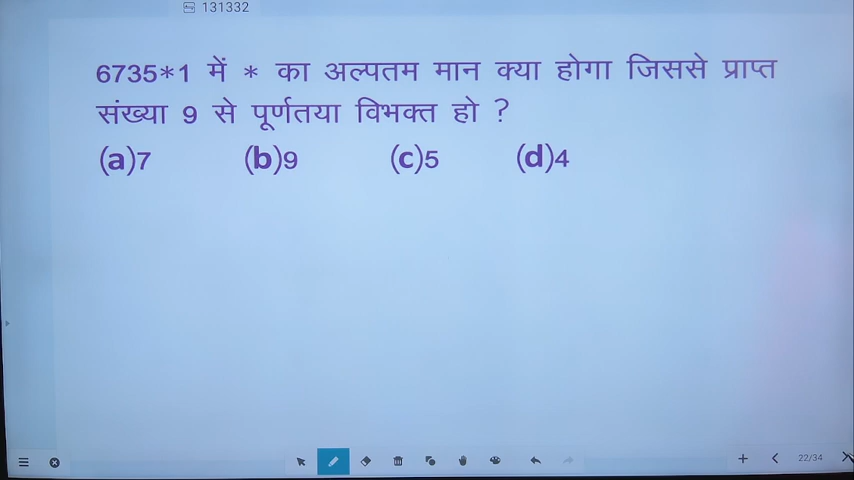 131332
6735*1 में * का अल्पतम मान क्या होगा जिससे प्राप्त
संख्या 9 से पूर्णतया विभक्त हो ?
(a)7 (b)9 (c)5 (d)4
22/34